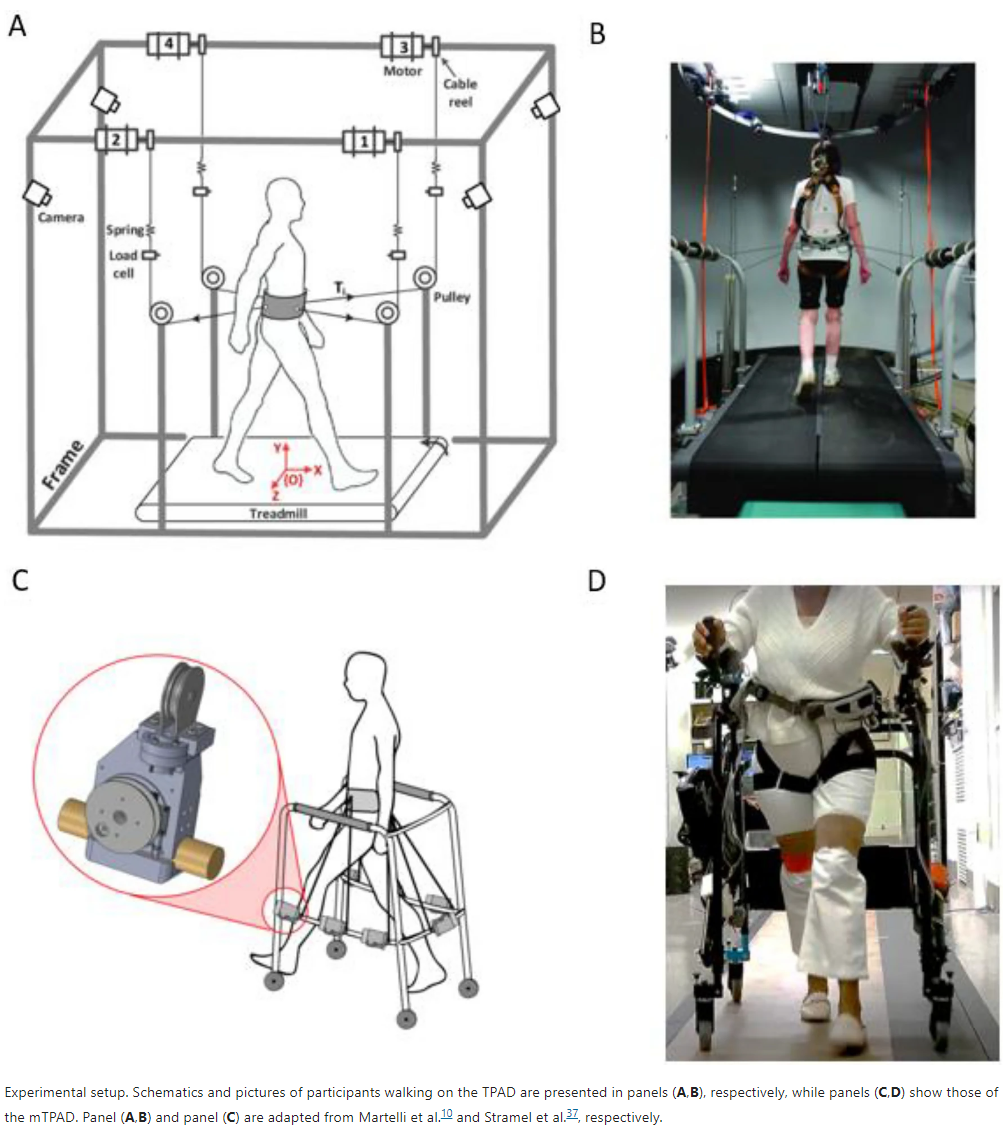 A
4
3
Motor
Cable
reel
2
1
Camera
Spring
Load
cell
Tᵢ
Pulley
Frame
Y
X
{O}
Z
Treadmill
B
C
D
Experimental setup. Schematics and pictures of participants walking on the TPAD are presented in panels (A,B), respectively, while panels (C,D) show those of
the mTPAD. Panel (A,B) and panel (C) are adapted from Martelli et al.10 and Stramel et al.37, respectively.